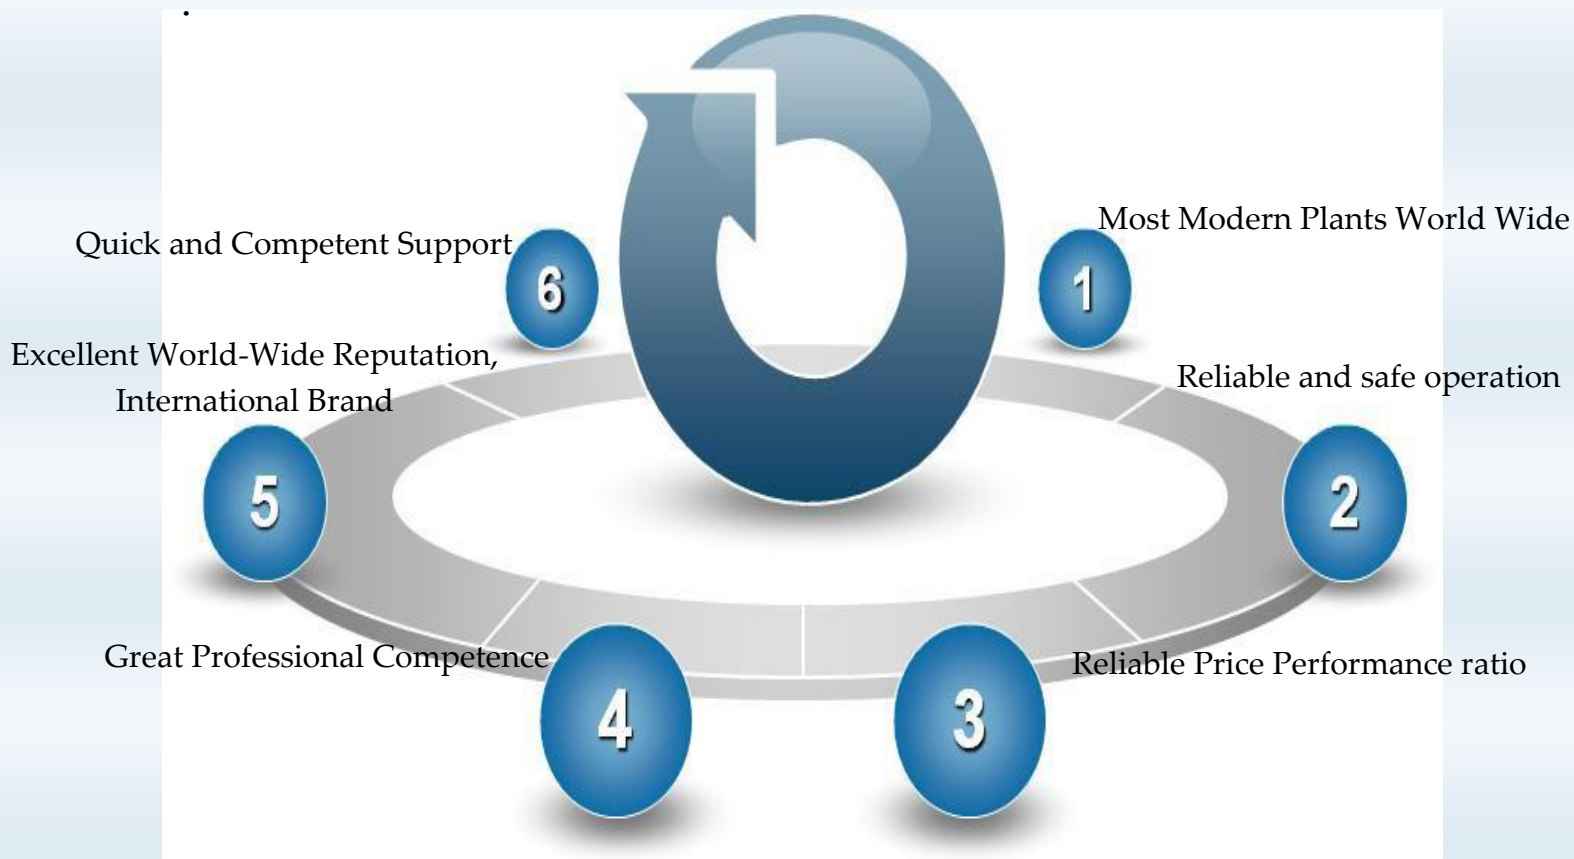 .
Most Modern Plants World Wide
Quick and Competent Support
6
1
Excellent World-Wide Reputation,
International Brand
Reliable and safe operation
5
2
Great Professional Competence
Reliable Price Performance ratio
4
3